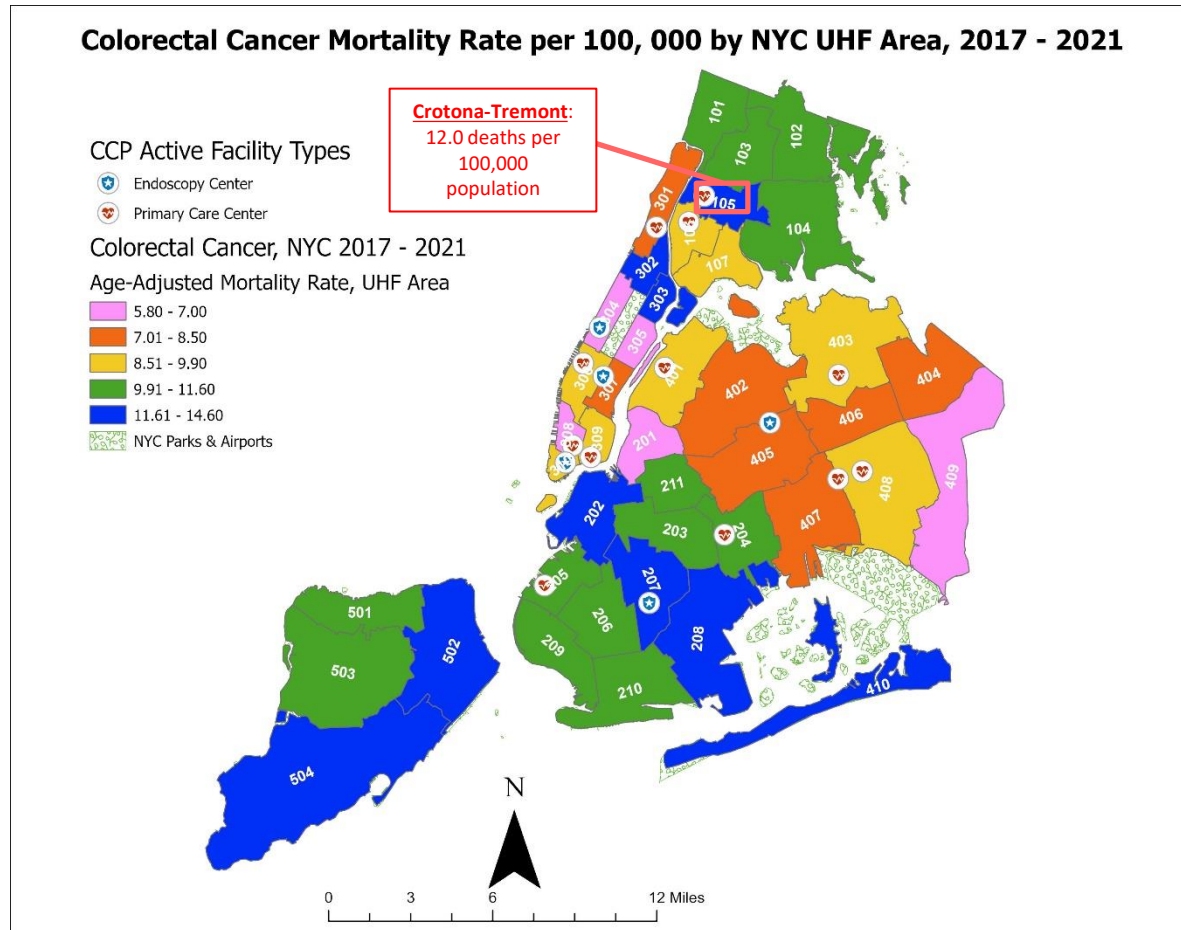 Colorectal Cancer Mortality Rate per 100, 000 by NYC UHF Area, 2017 - 2021
Crotona-Tremont:
12.0 deaths per
100,000
population
CCP Active Facility Types
Endoscopy Center
Primary Care Center
Colorectal Cancer, NYC 2017 - 2021
Age-Adjusted Mortality Rate, UHF Area
5.80 - 7.00
7.01 - 8.50
8.51 - 9.90
9.91 - 11.60
11.61 - 14.60
NYC Parks & Airports
101
102
103
301
105
104
107
302
303
304
305
403
401
402
404
307
406
309
201
405
409
211
408
202
407
203
204
207
205
206
208
209
210
410
501
502
503
504
N
0
3
6
12 Miles